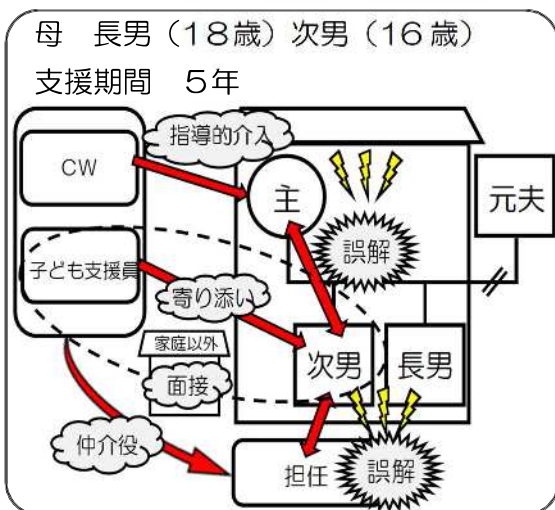 母 長男（18歳）次男（16歳）
支援期間 5年
指導的介入
CW
主
元夫
誤解
子ども支援員
寄り添い
家庭以外
面接
次男
長男
仲介役
担任
誤解